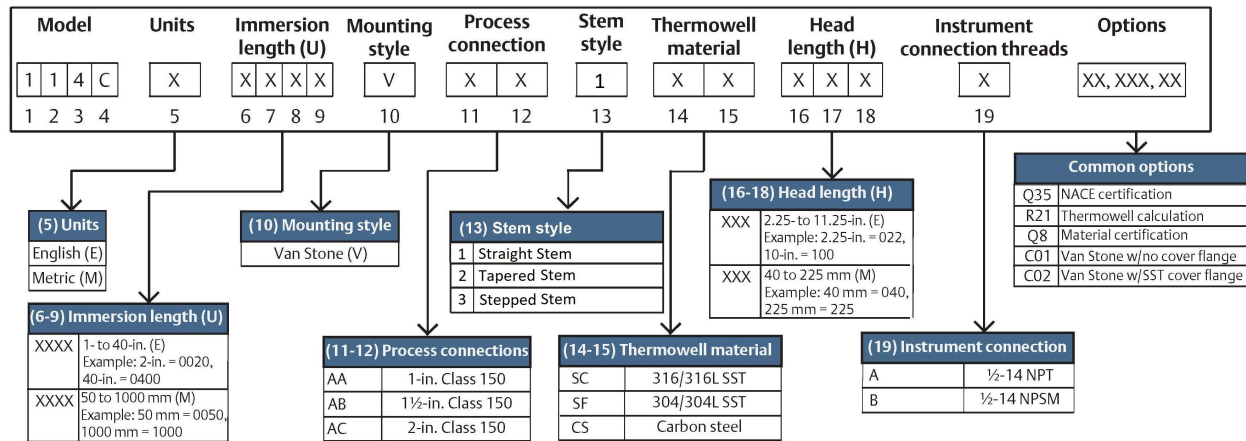 Model
Units
Immersion length (U)
Mounting style
Process connection
Stem style
Thermowell material
Head length (H)
Instrument connection threads
Options
1 1 4 C
X
X X X X
V
X X
1
X X
X X X
X
XX, XXX, XX
1 2 3 4
5
6 7 8 9
10
11 12
13
14 15
16 17 18
19
(5) Units
English (E)
Metric (M)
(6-9) Immersion length (U)
XXXX 1- to 40-in. (E)
Example: 2-in. = 0020,
40-in. = 0400
XXXX 50 to 1000 mm (M)
Example: 50 mm = 0050,
1000 mm = 1000
(10) Mounting style
Van Stone (V)
(11-12) Process connections
AA 1-in. Class 150
AB 1½-in. Class 150
AC 2-in. Class 150
(13) Stem style
1 Straight Stem
2 Tapered Stem
3 Stepped Stem
(14-15) Thermowell material
SC 316/316L SST
SF 304/304L SST
CS Carbon steel
(16-18) Head length (H)
XXX 2.25- to 11.25-in. (E)
Example: 2.25-in. = 022,
10-in. = 100
XXX 40 to 225 mm (M)
Example: 40 mm = 040,
225 mm = 225
(19) Instrument connection
A ½-14 NPT
B ½-14 NPSM
Common options
Q35 NACE certification
R21 Thermowell calculation
Q8 Material certification
C01 Van Stone w/no cover flange
C02 Van Stone w/SST cover flange